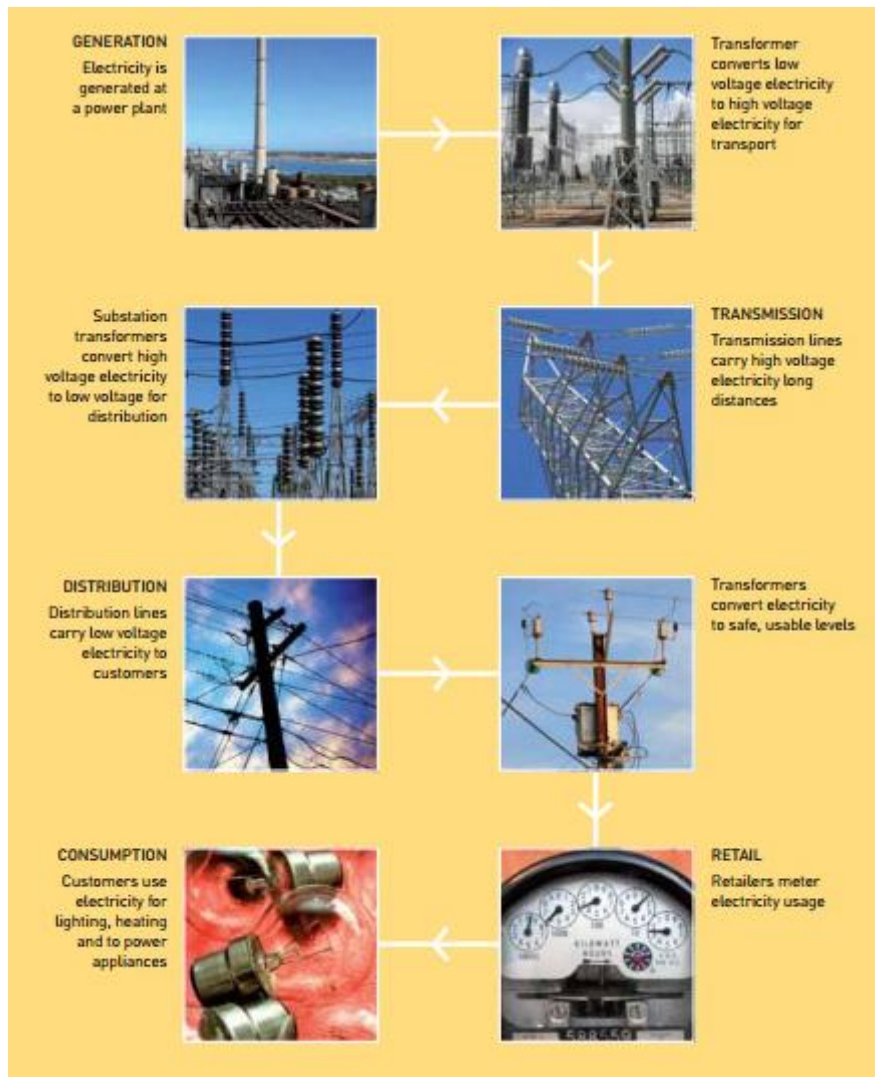 GENERATION
Electricity is
generated at
a power plant
Transformer
converts low
voltage electricity
to high voltage
electricity for
transport
TRANSMISSION
Transmission lines
carry high voltage
electricity long
distances
Substation
transformers
convert high
voltage electricity
to low voltage for
distribution
DISTRIBUTION
Distribution lines
carry low voltage
electricity to
customers
Transformers
convert electricity
to safe, usable levels
RETAIL
Retailers meter
electricity usage
KILOWATT
HOURS
CONSUMPTION
Customers use
electricity for
lighting, heating
and to power
appliances